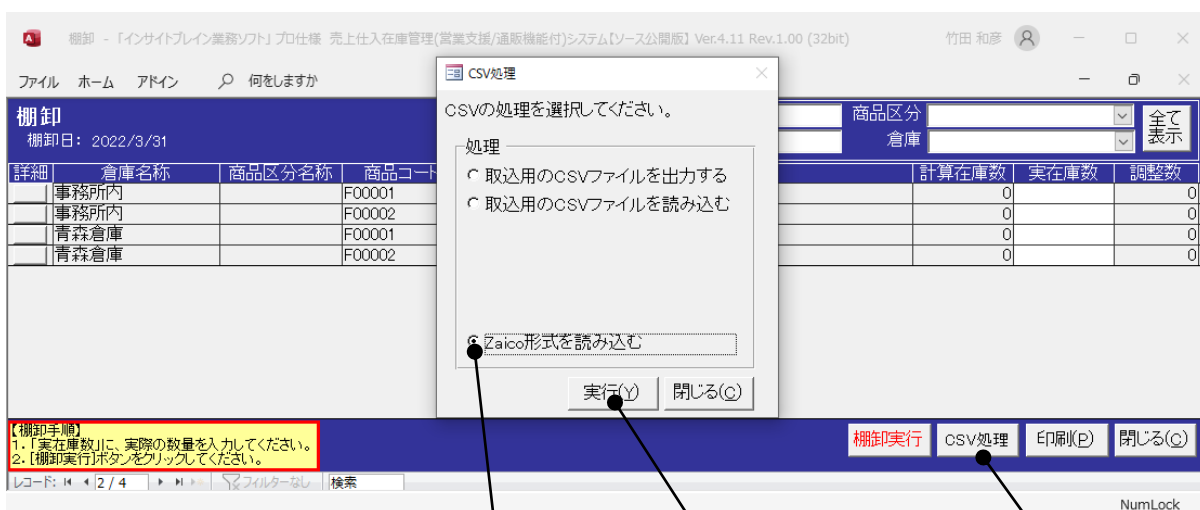 棚卸 - 「インサイトブレイン業務ソフト」 プロ仕様 売上仕入在庫管理(営業支援/通販機能付)システム【ソース公開版】 Ver.4.11 Rev.1.00 (32bit)
竹田 和彦
ファイル ホーム アドイン 何をしますか
棚卸
棚卸日: 2022/3/31
商品区分
倉庫
全て
表示
詳細 倉庫名称 商品区分名称 商品コード 計算在庫数 実在庫数 調整数
事務所内 F00001 0 0
事務所内 F00002 0 0
青森倉庫 F00001 0 0
青森倉庫 F00002 0 0
CSV処理
CSVの処理を選択してください。
処理
取込用のCSVファイルを出力する
取込用のCSVファイルを読み込む
Zaico形式を読み込む
実行(Y) 閉じる(C)
【棚卸手順】
1.「実在庫数」に、実際の数量を入力してください。
2.[棚卸実行]ボタンをクリックしてください。
棚卸実行 CSV処理 印刷(P) 閉じる(C)
レコード: 2 / 4 フィルターなし 検索
NumLock